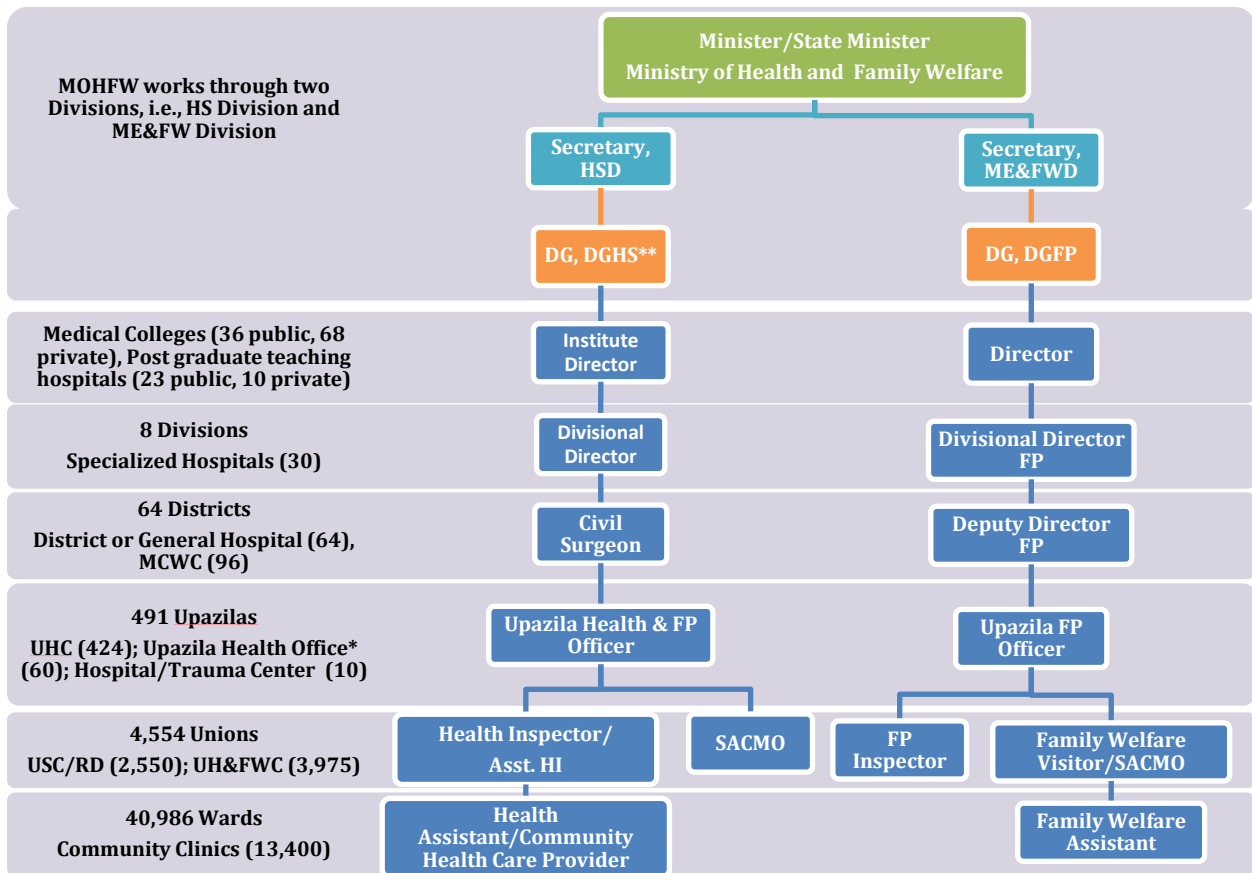 MOHFW works through two
Divisions, i.e., HS Division and
ME&FW Division
Minister/State Minister
Ministry of Health and Family Welfare
Secretary,
HSD
Secretary,
ME&FWD
DG, DGHS**
DG, DGFP
Medical Colleges (36 public, 68
private), Post graduate teaching
hospitals (23 public, 10 private)
Institute
Director
Director
8 Divisions
Specialized Hospitals (30)
Divisional
Director
Divisional Director
FP
64 Districts
District or General Hospital (64),
MCWC (96)
Civil
Surgeon
Deputy Director
FP
491 Upazilas
UHC (424); Upazila Health Office*
(60); Hospital/Trauma Center (10)
Upazila Health & FP
Officer
Upazila FP
Officer
4,554 Unions
USC/RD (2,550); UH&FWC (3,975)
Health Inspector/
Asst. HI
SACMO
FP
Inspector
Family Welfare
Visitor/SACMO
40,986 Wards
Community Clinics (13,400)
Health
Assistant/Community
Health Care Provider
Family Welfare
Assistant